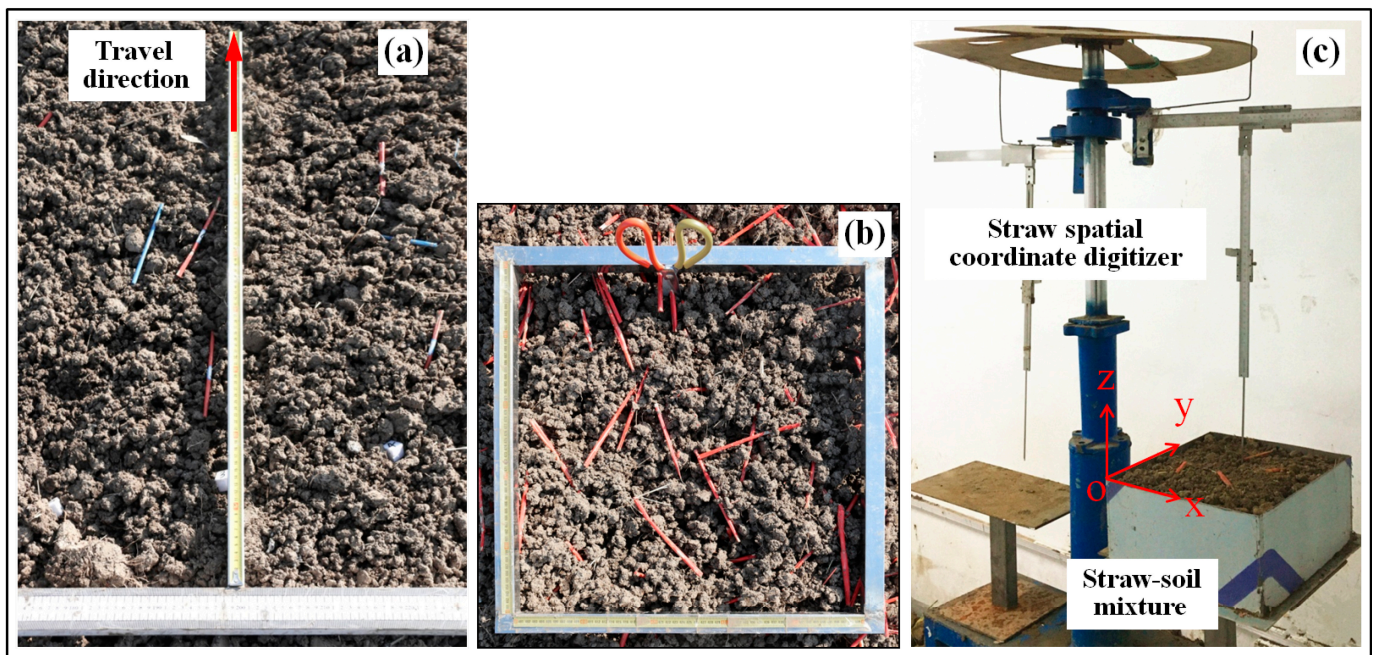 Travel
direction
(a)
(b)
(c)
Straw spatial
coordinate digitizer
z
y
o
x
Straw-soil
mixture